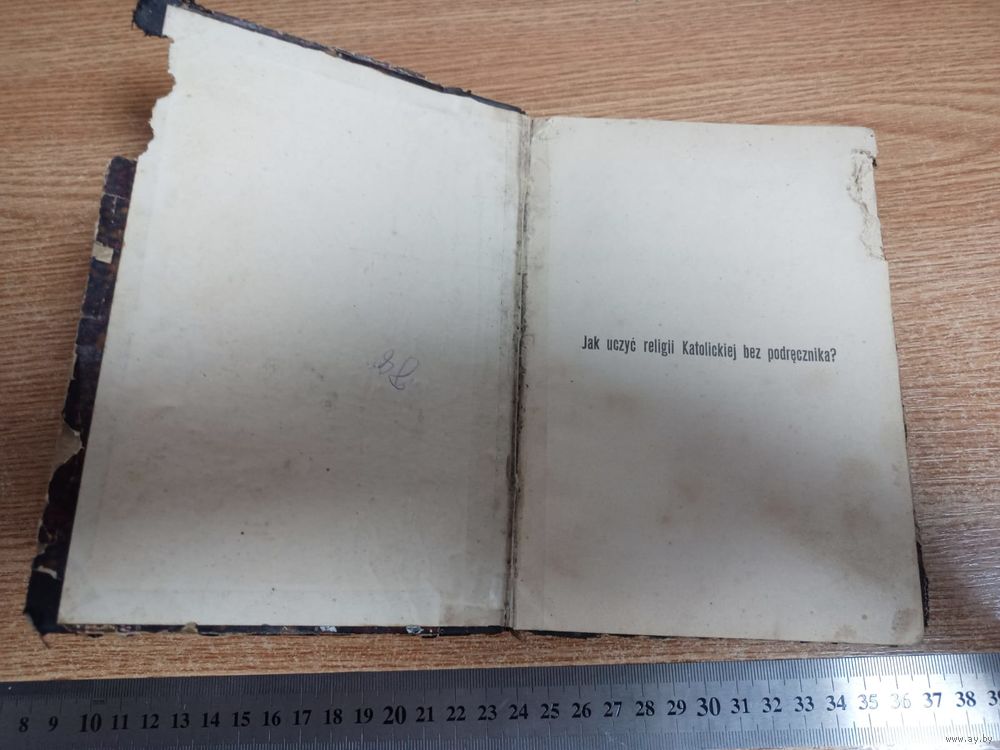 Jak uczyć religii Katolickiej bez podręcznika?
8 9 10 11 12 13 14 15 16 17 18 19 20 21 22 23 24 25 26 27 28 29 30 31 32 33 34 35 36 37 38
www.ay.by